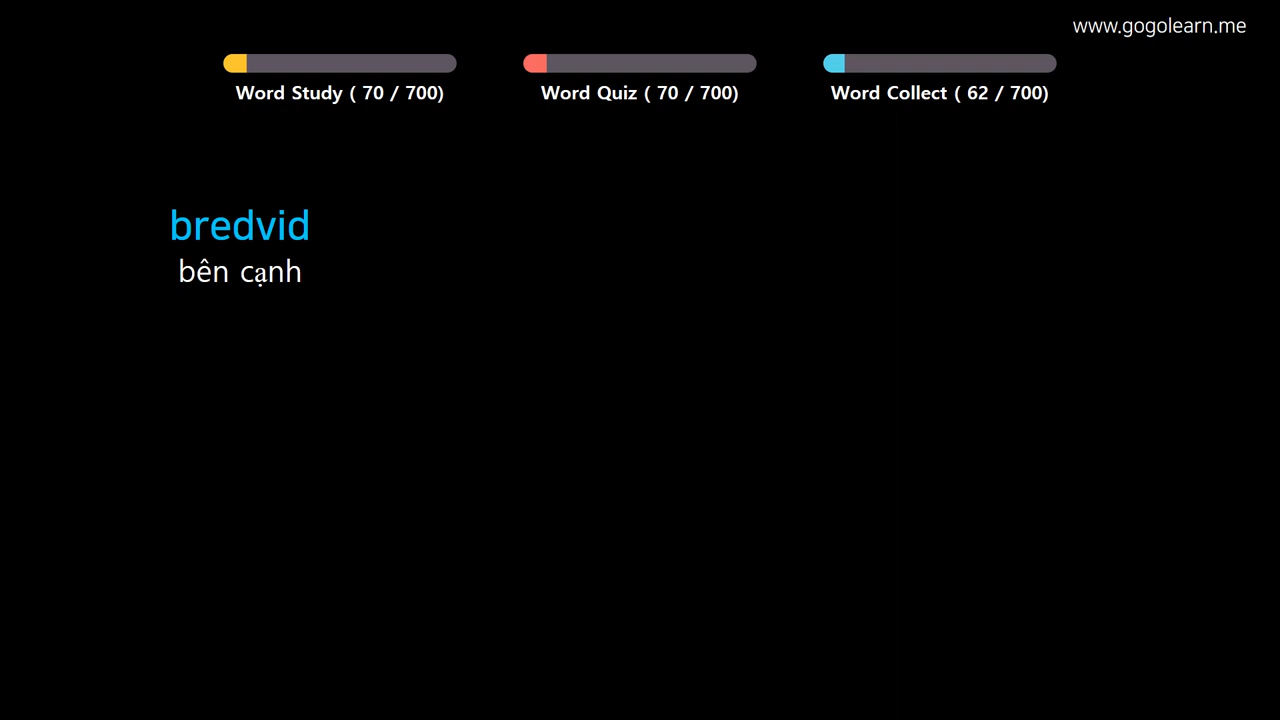 www.gogolearn.me
Word Study ( 70 / 700)
Word Quiz ( 70 / 700)
Word Collect ( 62 / 700)
bredvid
bên cạnh